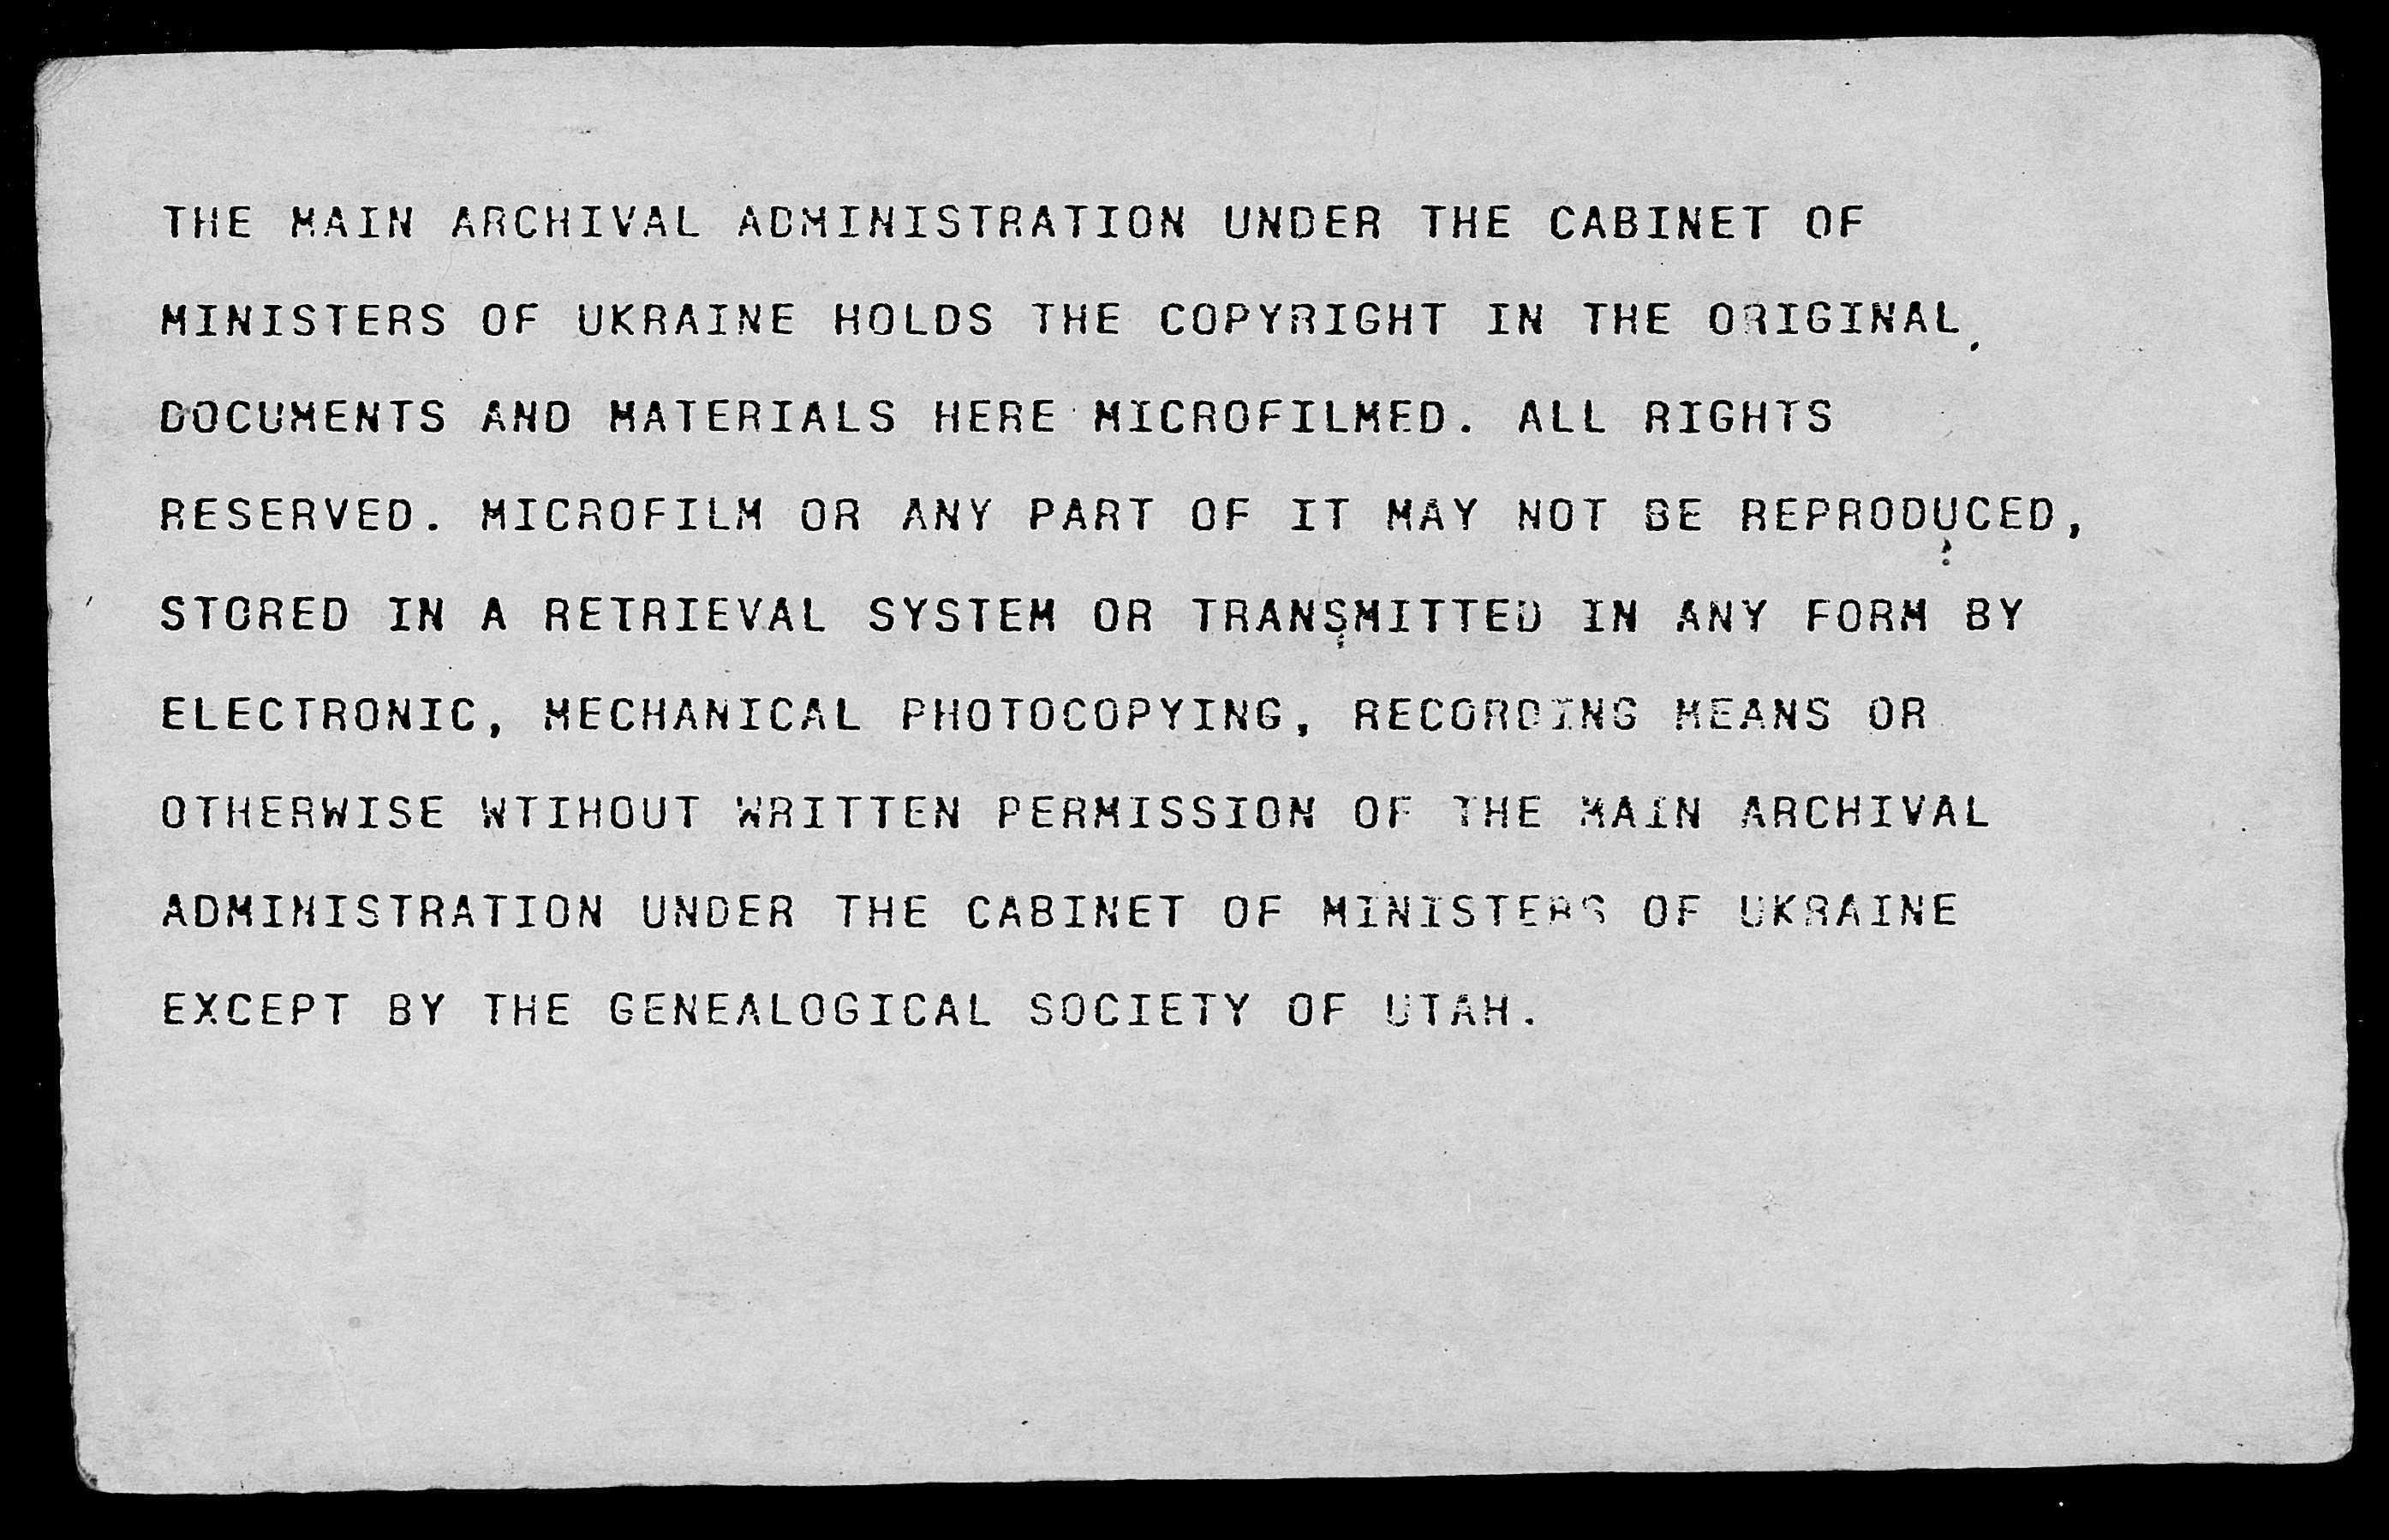 THE MAIN ARCHIVAL ADMINISTRATION UNDER THE CABINET OF
MINISTERS OF UKRAINE HOLDS THE COPYRIGHT IN THE ORIGINAL
DOCUMENTS AND MATERIALS HERE MICROFILMED. ALL RIGHTS
RESERVED. MICROFILM OR ANY PART OF IT MAY NOT BE REPRODUCED,
STORED IN A RETRIEVAL SYSTEM OR TRANSMITTED IN ANY FORM BY
ELECTRONIC, MECHANICAL PHOTOCOPYING, RECORDING MEANS OR
OTHERWISE WTIHOUT WRITTEN PERMISSION OF THE MAIN ARCHIVAL
ADMINISTRATION UNDER THE CABINET OF MINISTERS OF UKRAINE
EXCEPT BY THE GENEALOGICAL SOCIETY OF UTAH.